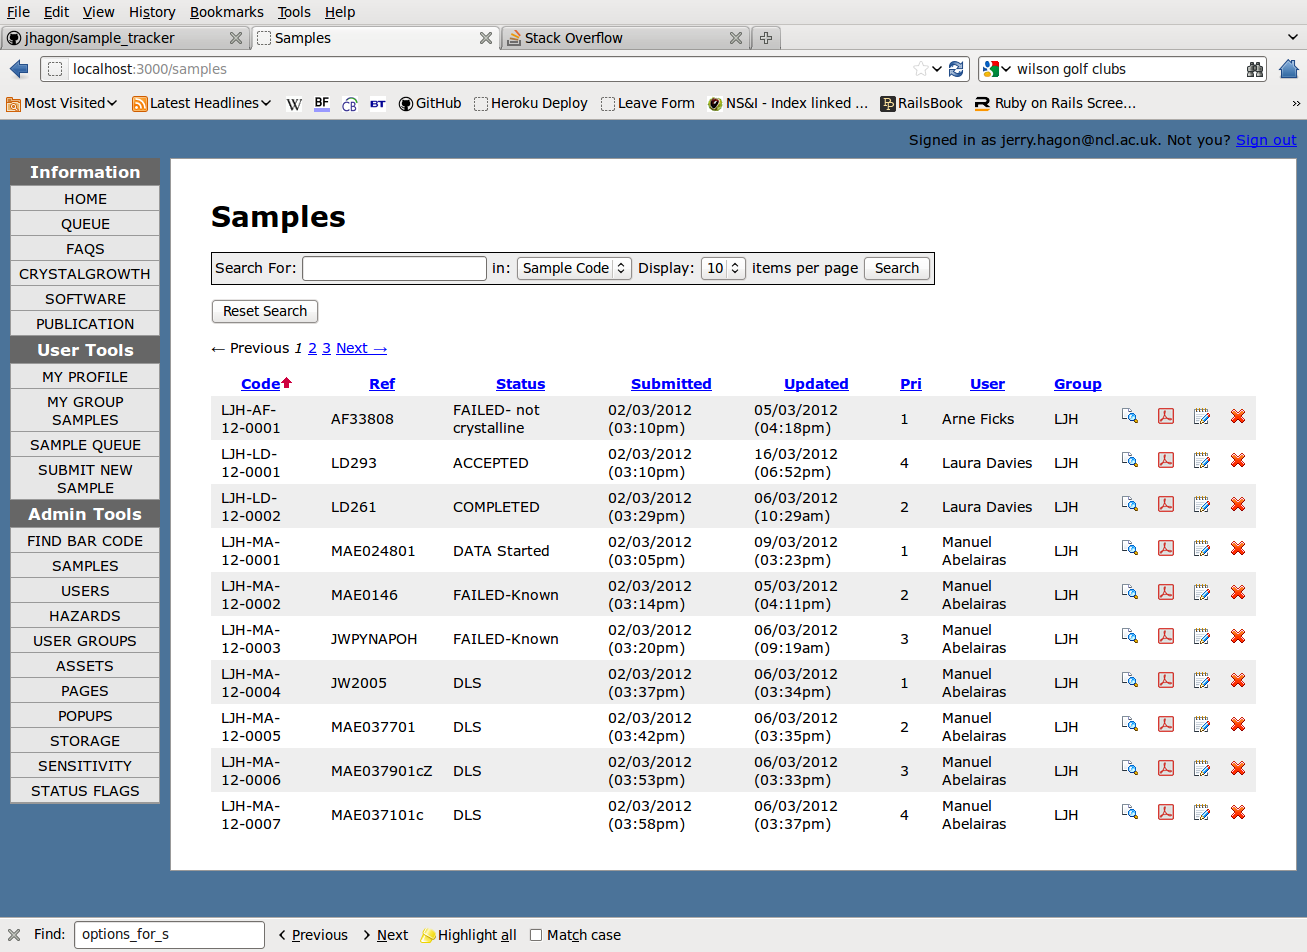 File Edit View History Bookmarks Tools Help
jhagon/sample_tracker Samples Stack Overflow
localhost:3000/samples wilson golf clubs
Most Visited Latest Headlines W BF CB BT GitHub Heroku Deploy Leave Form NS&I - Index linked ... RailsBook Ruby on Rails Scree... »
Signed in as jerry.hagon@ncl.ac.uk. Not you? Sign out
Information
HOME
QUEUE
FAQS
CRYSTALGROWTH
SOFTWARE
PUBLICATION
User Tools
MY PROFILE
MY GROUP
SAMPLES
SAMPLE QUEUE
SUBMIT NEW
SAMPLE
Admin Tools
FIND BAR CODE
SAMPLES
USERS
HAZARDS
USER GROUPS
ASSETS
PAGES
POPUPS
STORAGE
SENSITIVITY
STATUS FLAGS
Samples
Search For: in: Sample Code Display: 10 items per page Search
Reset Search
← Previous 1 2 3 Next →
Code Ref Status Submitted Updated Pri User Group
LJH-AF-12-0001 AF33808 FAILED- not crystalline 02/03/2012 (03:10pm) 05/03/2012 (04:18pm) 1 Arne Ficks LJH
LJH-LD-12-0001 LD293 ACCEPTED 02/03/2012 (03:10pm) 16/03/2012 (06:52pm) 4 Laura Davies LJH
LJH-LD-12-0002 LD261 COMPLETED 02/03/2012 (03:29pm) 06/03/2012 (10:29am) 2 Laura Davies LJH
LJH-MA-12-0001 MAE024801 DATA Started 02/03/2012 (03:05pm) 09/03/2012 (03:23pm) 1 Manuel Abelairas LJH
LJH-MA-12-0002 MAE0146 FAILED-Known 02/03/2012 (03:14pm) 05/03/2012 (04:11pm) 2 Manuel Abelairas LJH
LJH-MA-12-0003 JWPYNAPOH FAILED-Known 02/03/2012 (03:20pm) 06/03/2012 (09:19am) 3 Manuel Abelairas LJH
LJH-MA-12-0004 JW2005 DLS 02/03/2012 (03:37pm) 06/03/2012 (03:34pm) 1 Manuel Abelairas LJH
LJH-MA-12-0005 MAE037701 DLS 02/03/2012 (03:42pm) 06/03/2012 (03:35pm) 2 Manuel Abelairas LJH
LJH-MA-12-0006 MAE037901cZ DLS 02/03/2012 (03:53pm) 06/03/2012 (03:33pm) 3 Manuel Abelairas LJH
LJH-MA-12-0007 MAE037101c DLS 02/03/2012 (03:58pm) 06/03/2012 (03:37pm) 4 Manuel Abelairas LJH
Find: options_for_s Previous Next Highlight all Match case